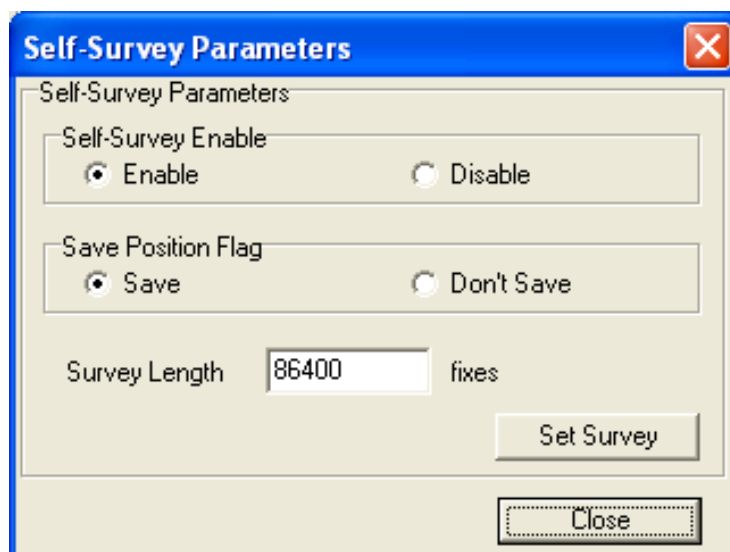 Self-Survey Parameters
Self-Survey Parameters
Self-Survey Enable
Enable Disable
Save Position Flag
Save Don't Save
Survey Length 86400 fixes
Set Survey
Close